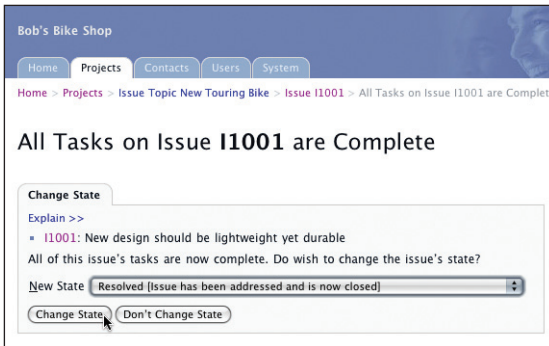 Bob's Bike Shop
Home Projects Contacts Users System
Home > Projects > Issue Topic New Touring Bike > Issue I1001 > All Tasks on Issue I1001 are Complet
All Tasks on Issue I1001 are Complete
Change State
Explain >>
I1001: New design should be lightweight yet durable
All of this issue's tasks are now complete. Do wish to change the issue's state?
New State Resolved [Issue has been addressed and is now closed]
Change State Don't Change State